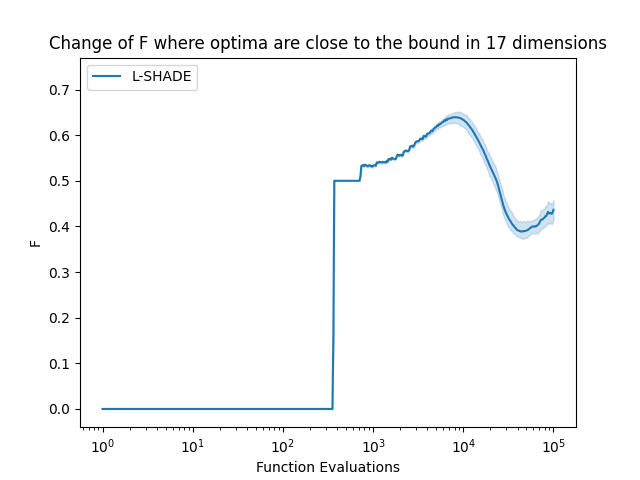 Change of F where optima are close to the bound in 17 dimensions
L-SHADE
0.7
0.6
0.5
0.4
0.3
0.2
0.1
0.0
F
10^0 10^1 10^2 10^3 10^4 10^5
Function Evaluations